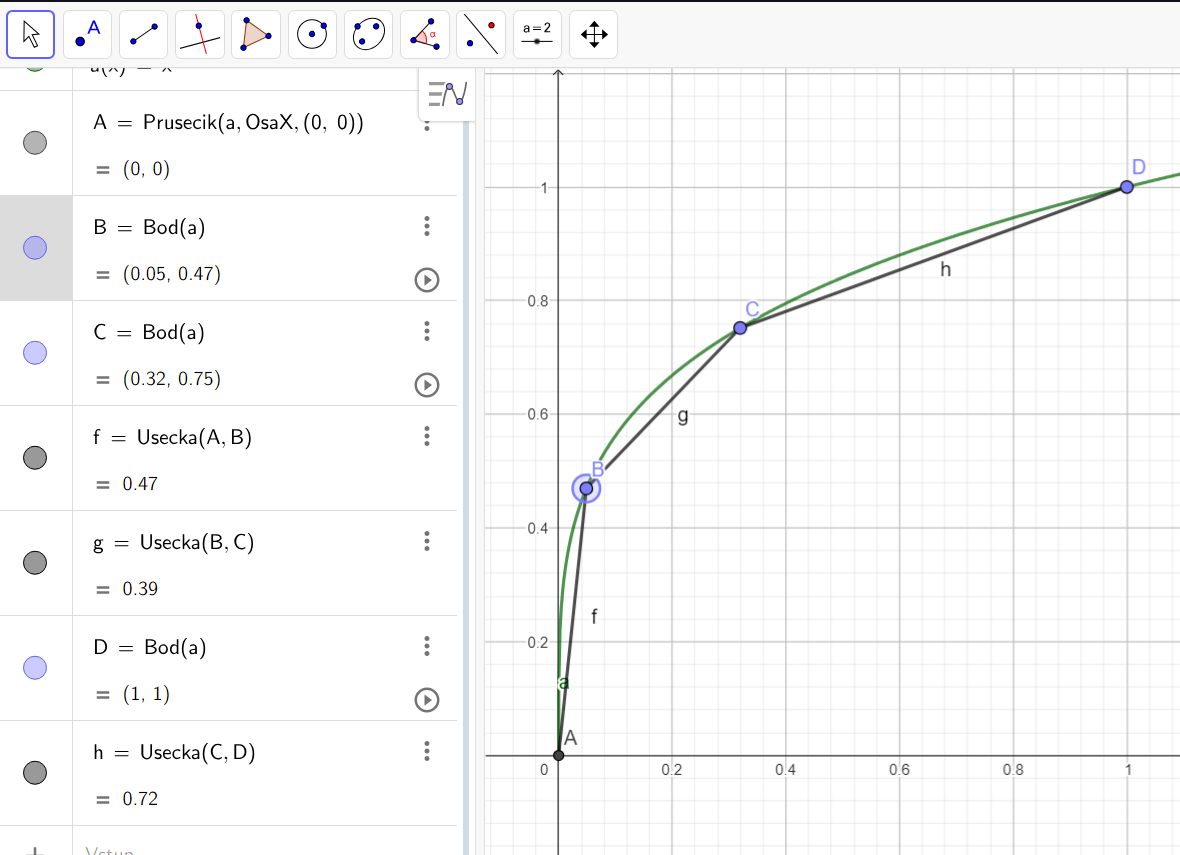 A
α
a=2
A = Prusecik(a, OsaX, (0, 0))
= (0, 0)
B = Bod(a)
= (0.05, 0.47)
C = Bod(a)
= (0.32, 0.75)
f = Usecka(A, B)
= 0.47
g = Usecka(B, C)
= 0.39
D = Bod(a)
= (1, 1)
h = Usecka(C, D)
= 0.72
+ Vstup
D
1
h
0.8
C
0.6
g
B
0.4
f
0.2
a
A
0 0.2 0.4 0.6 0.8 1